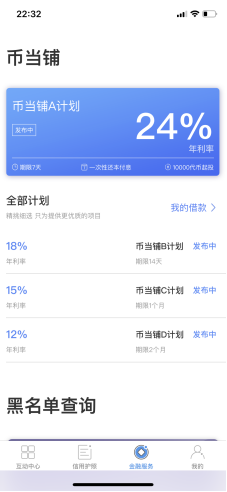 22:32
币当铺
币当铺A计划
发布中
24%
年利率
期限7天
一次性还本付息
10000代币起投
全部计划
精挑细选 只为提供更优质的项目
我的借款
18%
币当铺B计划
发布中
年利率
期限14天
15%
币当铺C计划
发布中
年利率
期限1个月
12%
币当铺D计划
发布中
年利率
期限2个月
黑名单查询
互动中心
信用护照
金融服务
我的